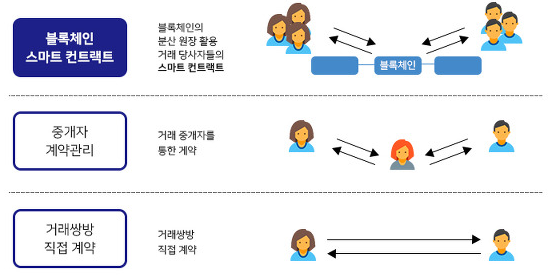 블록체인
스마트 컨트랙트
블록체인의
분산 원장 활용
거래 당사자들의
스마트 컨트랙트
블록체인
중개자
계약관리
거래 중개자를
통한 계약
거래쌍방
직접 계약
거래쌍방
직접 계약